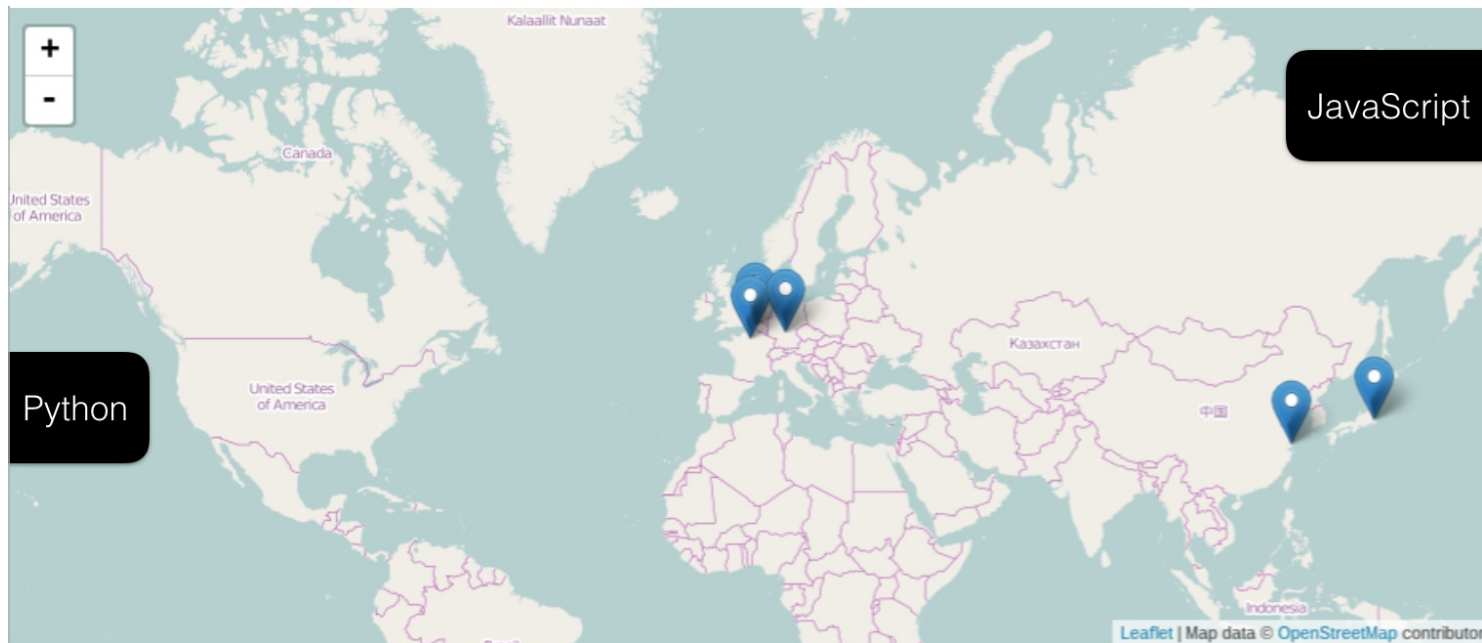 Kalaallit Nunaat
+
-
JavaScript
Canada
United States
of America
Казахстан
United States
of America
Python
中国
Indonesia
Leaflet | Map data © OpenStreetMap contributor